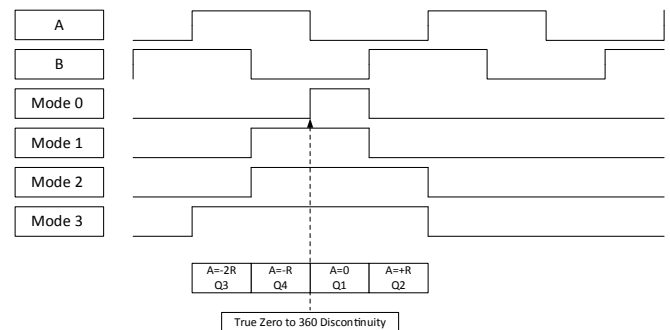 A
B
Mode 0
Mode 1
Mode 2
Mode 3
A=-2R A=-R A=0 A=+R
Q3 Q4 Q1 Q2
True Zero to 360 Discontinuity